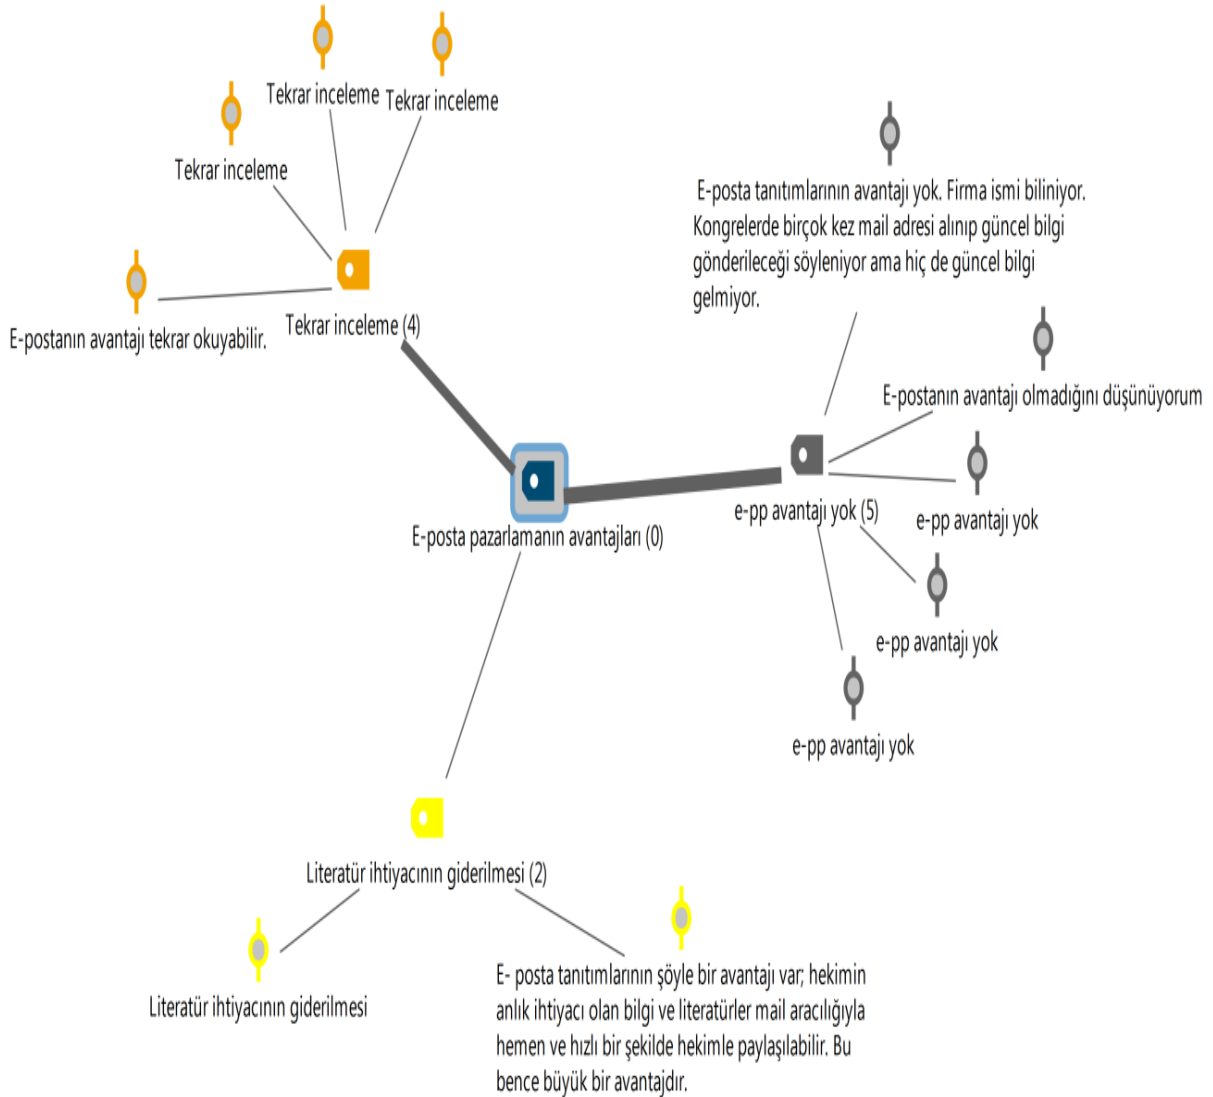 Tekrar inceleme
Tekrar inceleme
Tekrar inceleme
E-postanın avantajı tekrar okuyabilir.
Tekrar inceleme (4)
E-posta tanıtımlarının avantajı yok. Firma ismi biliniyor.
Kongrelerde birçok kez mail adresi alınıp güncel bilgi
gönderileceği söyleniyor ama hiç de güncel bilgi
gelmiyor.
E-postanın avantajı olmadığını düşünüyorum
e-pp avantajı yok (5)
e-pp avantajı yok
E-posta pazarlamanın avantajları (0)
e-pp avantajı yok
e-pp avantajı yok
Literatür ihtiyacının giderilmesi (2)
Literatür ihtiyacının giderilmesi
E- posta tanıtımlarının şöyle bir avantajı var; hekimin
anlık ihtiyacı olan bilgi ve literatürler mail aracılığıyla
hemen ve hızlı bir şekilde hekimle paylaşılabilir. Bu
bence büyük bir avantajdır.